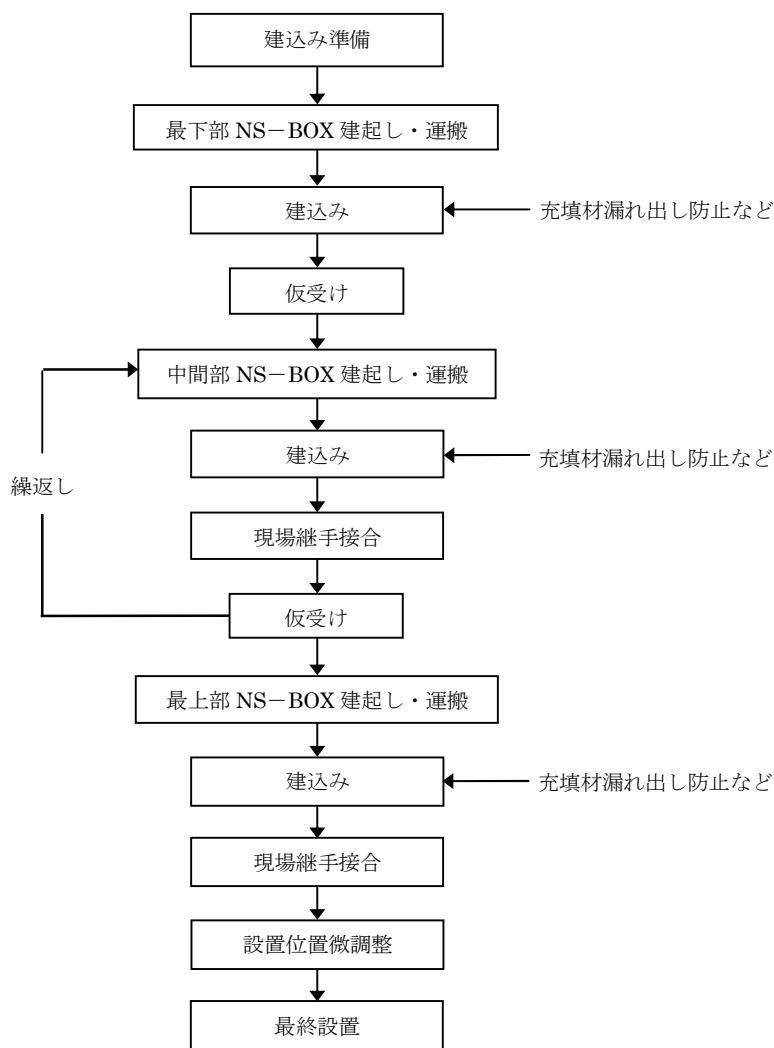 建込み準備
最下部 NS－BOX 建起し・運搬
建込み
充填材漏れ出し防止など
仮受け
中間部 NS－BOX 建起し・運搬
建込み
充填材漏れ出し防止など
繰返し
現場継手接合
仮受け
最上部 NS－BOX 建起し・運搬
建込み
充填材漏れ出し防止など
現場継手接合
設置位置微調整
最終設置